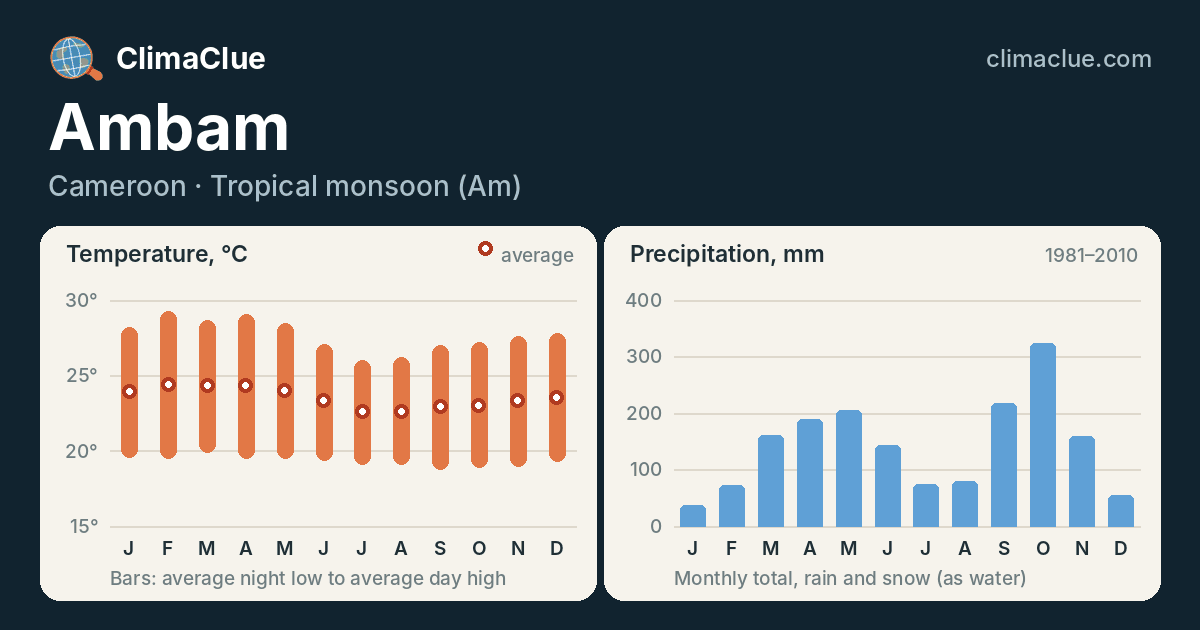 ClimaClue
climaclue.com
Ambam
Cameroon · Tropical monsoon (Am)
Temperature, °C
average
30°
25°
20°
15°
J F M A M J J A S O N D
Bars: average night low to average day high
Precipitation, mm
1981–2010
400
300
200
100
0
J F M A M J J A S O N D
Monthly total, rain and snow (as water)